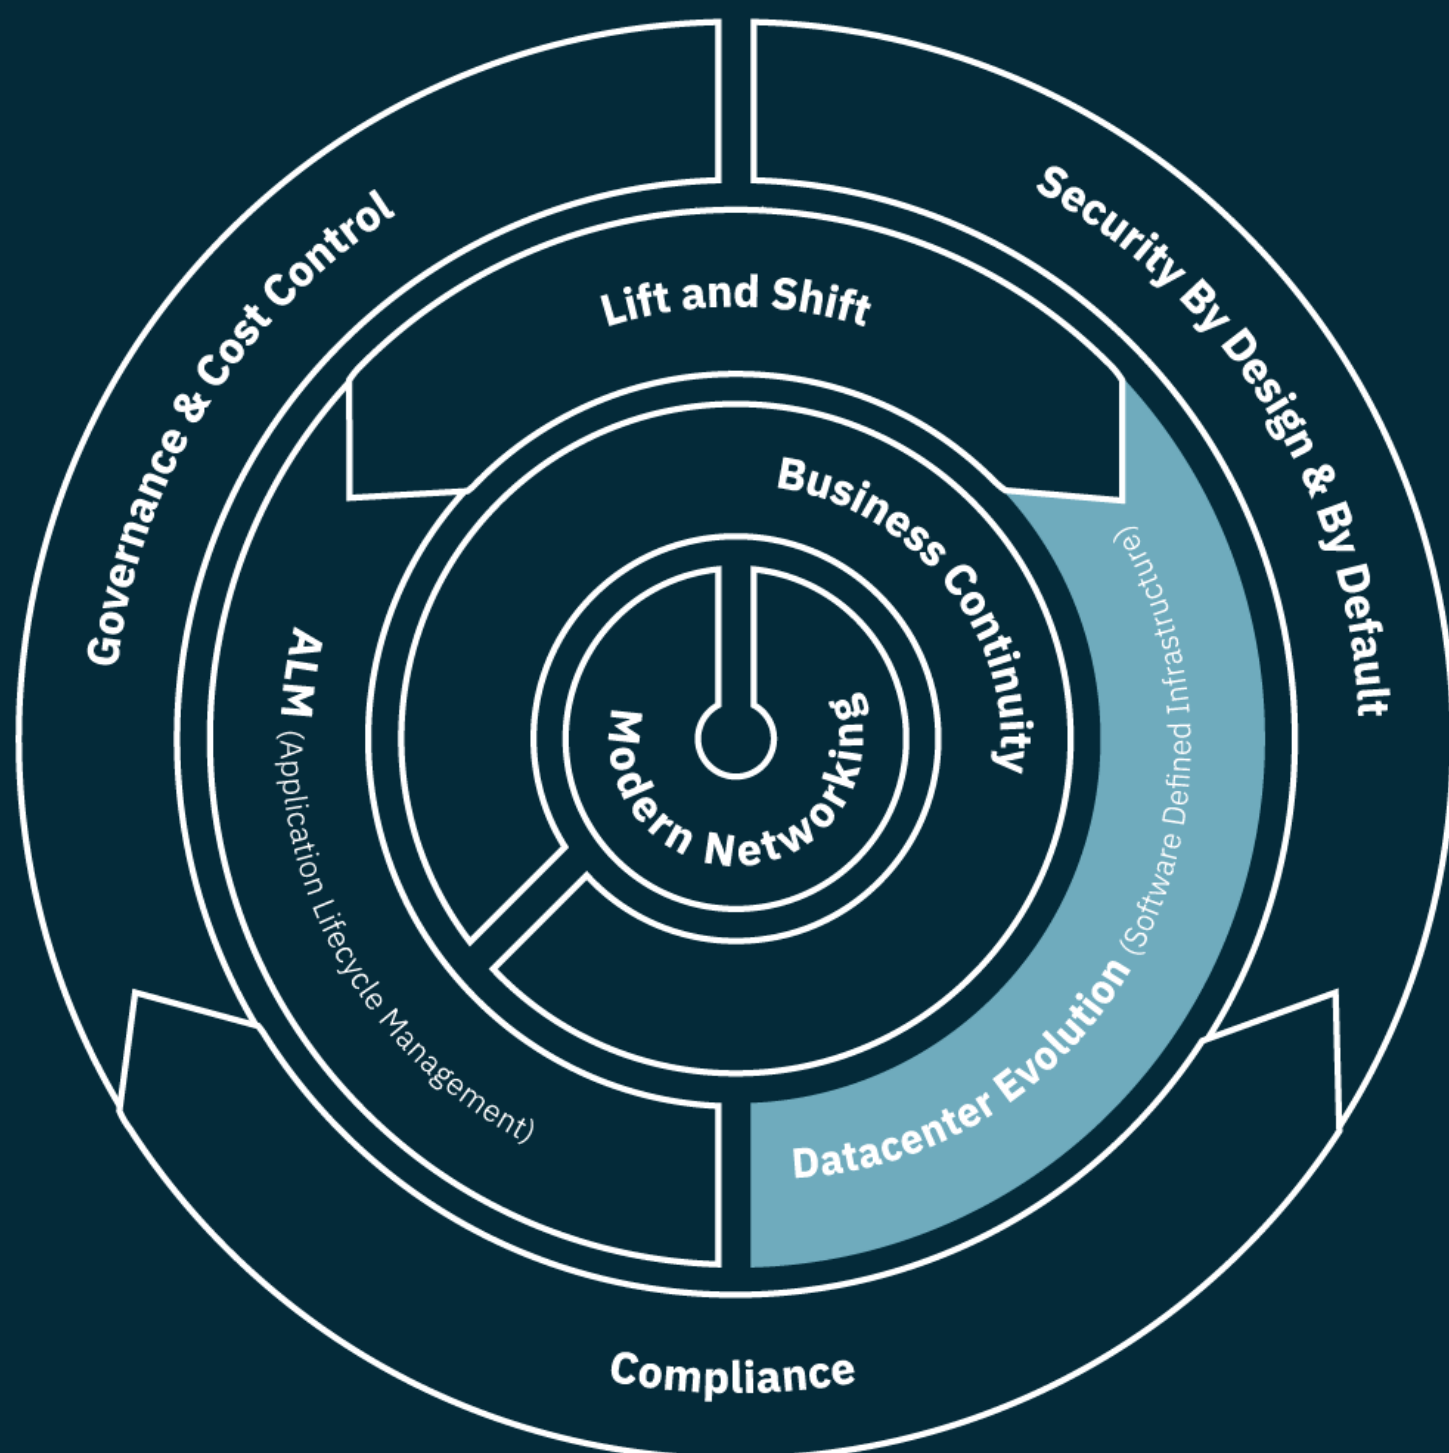 Governance & Cost Control
Security By Design & By Default
Lift and Shift
Business Continuity
Modern Networking
ALM (Application Lifecycle Management)
Datacenter Evolution (Software Defined Infrastructure)
Compliance